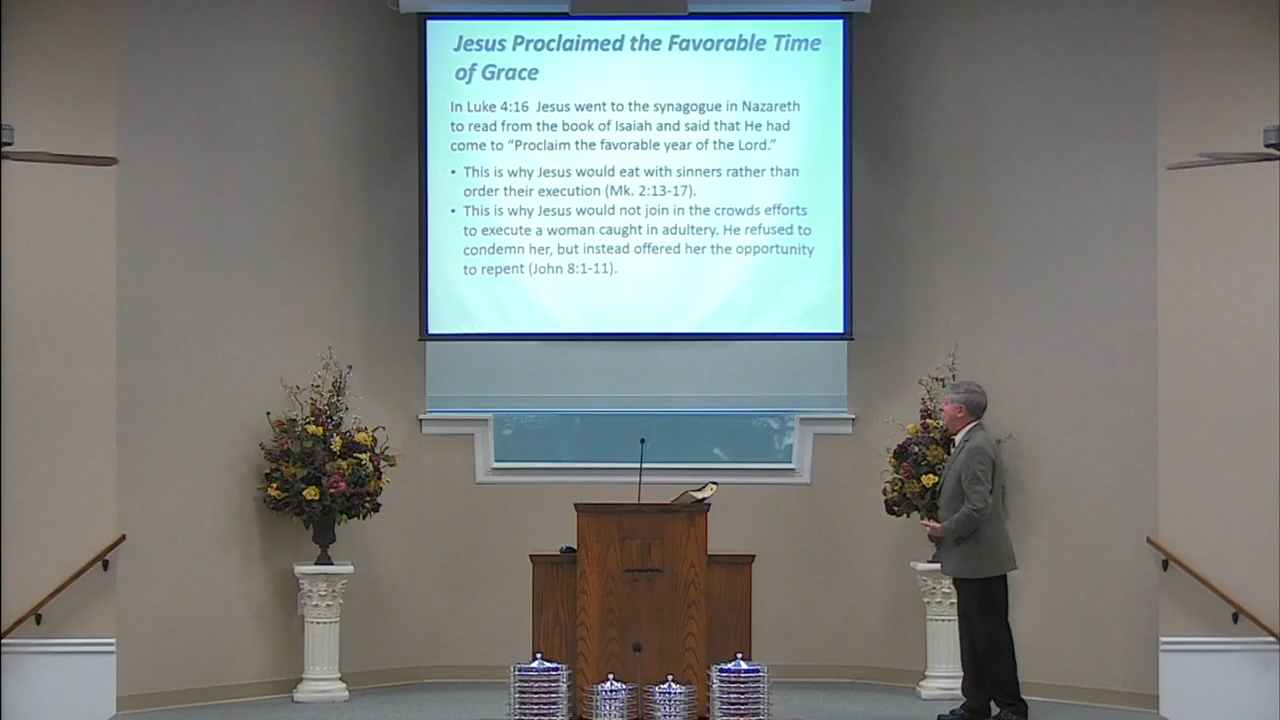 Jesus Proclaimed the Favorable Time
of Grace
In Luke 4:16 Jesus went to the synagogue in Nazareth
to read from the book of Isaiah and said that He had
come to “Proclaim the favorable year of the Lord.”
• This is why Jesus would eat with sinners rather than
order their execution (Mk. 2:13-17).
• This is why Jesus would not join in the crowds efforts
to execute a woman caught in adultery. He refused to
condemn her, but instead offered her the opportunity
to repent (John 8:1-11).